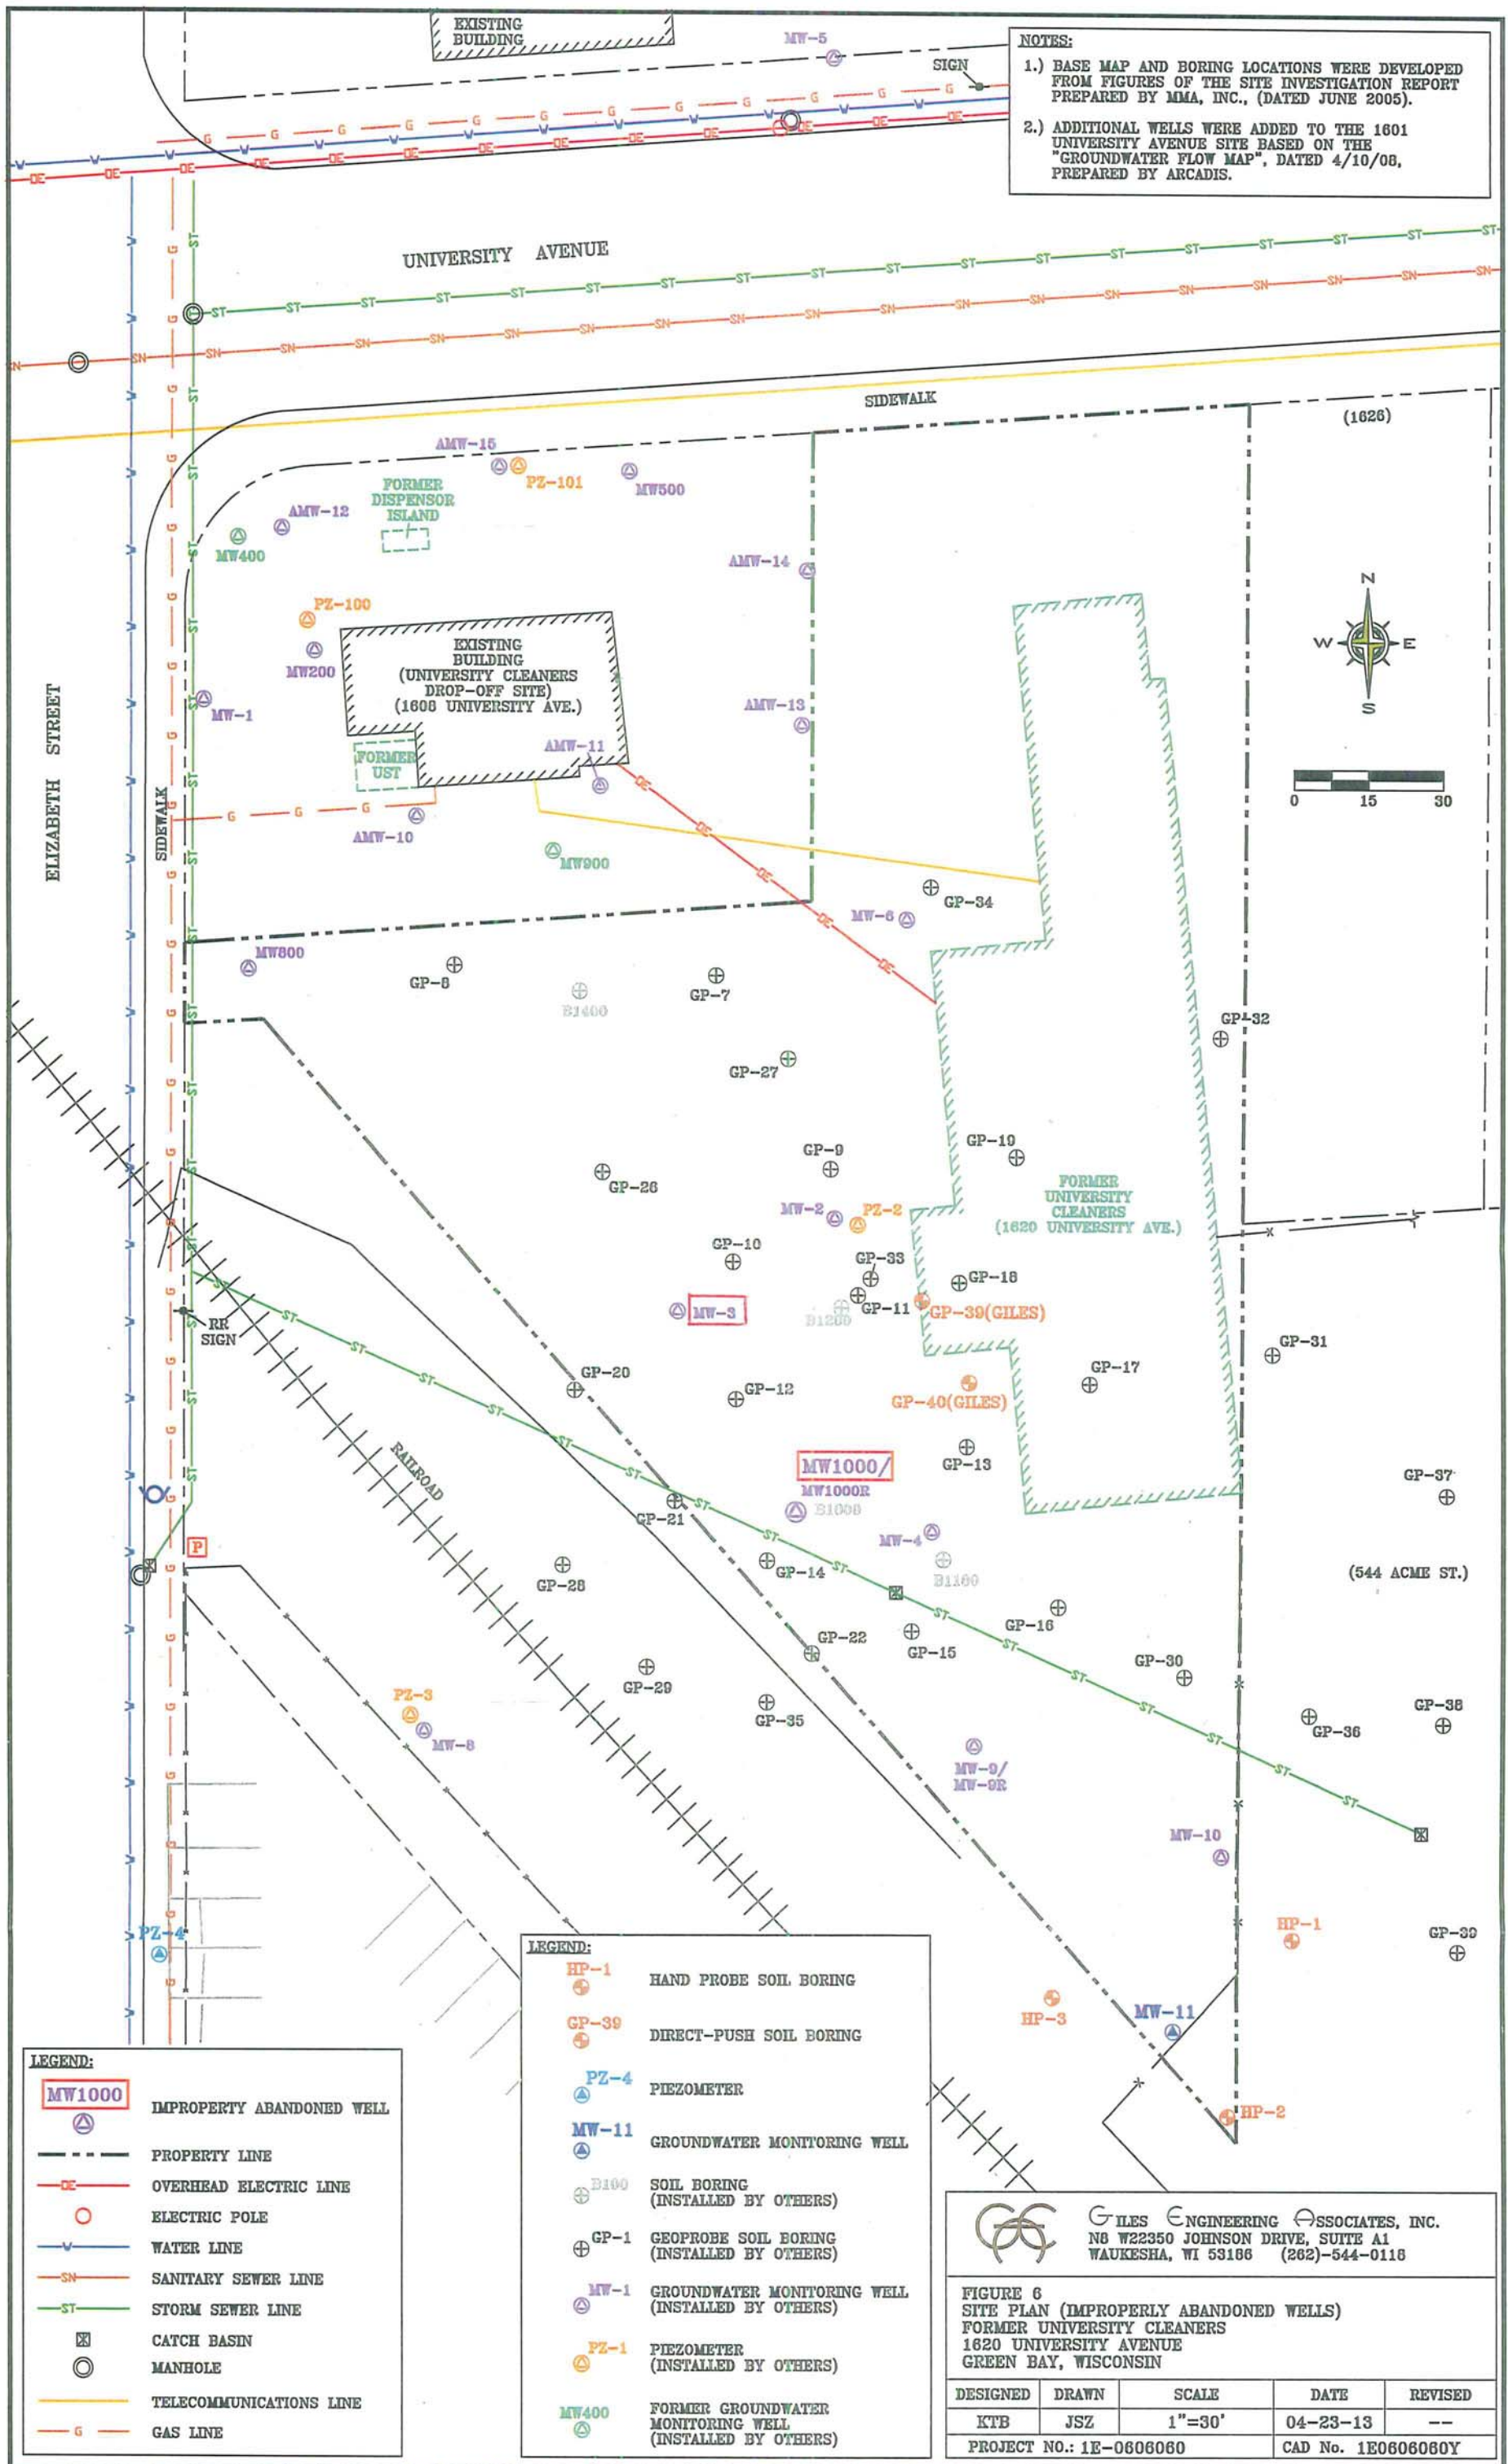 EXISTING
BUILDING
MW-5
SIGN
NOTES:
1.) BASE MAP AND BORING LOCATIONS WERE DEVELOPED
FROM FIGURES OF THE SITE INVESTIGATION REPORT
PREPARED BY MMA, INC., (DATED JUNE 2005).
2.) ADDITIONAL WELLS WERE ADDED TO THE 1601
UNIVERSITY AVENUE SITE BASED ON THE
"GROUNDWATER FLOW MAP", DATED 4/10/08,
PREPARED BY ARCADIS.
UNIVERSITY AVENUE
SIDEWALK
(1626)
AMW-15
PZ-101
MW500
FORMER
DISPENSOR
ISLAND
AMW-12
MW400
AMW-14
PZ-100
MW200
EXISTING
BUILDING
(UNIVERSITY CLEANERS
DROP-OFF SITE)
(1608 UNIVERSITY AVE.)
N
W
E
S
MW-1
AMW-13
FORMER
UST
AMW-11
ELIZABETH STREET
SIDEWALK
0 15 30
AMW-10
MW900
GP-34
MW-6
MW800
GP-8
B1400
GP-7
GP-32
GP-27
GP-9
GP-19
GP-26
FORMER
UNIVERSITY
CLEANERS
(1620 UNIVERSITY AVE.)
MW-2
PZ-2
GP-10
GP-33
GP-18
MW-3
B1200
GP-11
GP-39(GILES)
RR
SIGN
GP-31
GP-20
GP-12
GP-17
GP-40(GILES)
RAILROAD
GP-13
MW1000/
MW1000R
B1000
GP-37
GP-21
MW-4
P
GP-14
B1100
GP-28
(544 ACME ST.)
GP-16
GP-22
GP-15
GP-30
GP-29
PZ-3
GP-35
GP-36
GP-38
MW-8
MW-9/
MW-9R
MW-10
PZ-4
HP-1
GP-39
HP-3
MW-11
HP-2
LEGEND:
MW1000
IMPROPERTY ABANDONED WELL
PROPERTY LINE
OE
OVERHEAD ELECTRIC LINE
ELECTRIC POLE
W
WATER LINE
SN
SANITARY SEWER LINE
ST
STORM SEWER LINE
CATCH BASIN
MANHOLE
TELECOMMUNICATIONS LINE
G
GAS LINE
LEGEND:
HP-1
HAND PROBE SOIL BORING
GP-39
DIRECT-PUSH SOIL BORING
PZ-4
PIEZOMETER
MW-11
GROUNDWATER MONITORING WELL
B100
SOIL BORING
(INSTALLED BY OTHERS)
GP-1
GEOPROBE SOIL BORING
(INSTALLED BY OTHERS)
MW-1
GROUNDWATER MONITORING WELL
(INSTALLED BY OTHERS)
PZ-1
PIEZOMETER
(INSTALLED BY OTHERS)
MW400
FORMER GROUNDWATER
MONITORING WELL
(INSTALLED BY OTHERS)
GILES ENGINEERING ASSOCIATES, INC.
N8 W22350 JOHNSON DRIVE, SUITE A1
WAUKESHA, WI 53186 (262)-544-0118
FIGURE 6
SITE PLAN (IMPROPERLY ABANDONED WELLS)
FORMER UNIVERSITY CLEANERS
1620 UNIVERSITY AVENUE
GREEN BAY, WISCONSIN
DESIGNED DRAWN SCALE DATE REVISED
KTB JSZ 1"=30' 04-23-13 --
PROJECT NO.: 1E-0606060 CAD No. 1E0606060Y